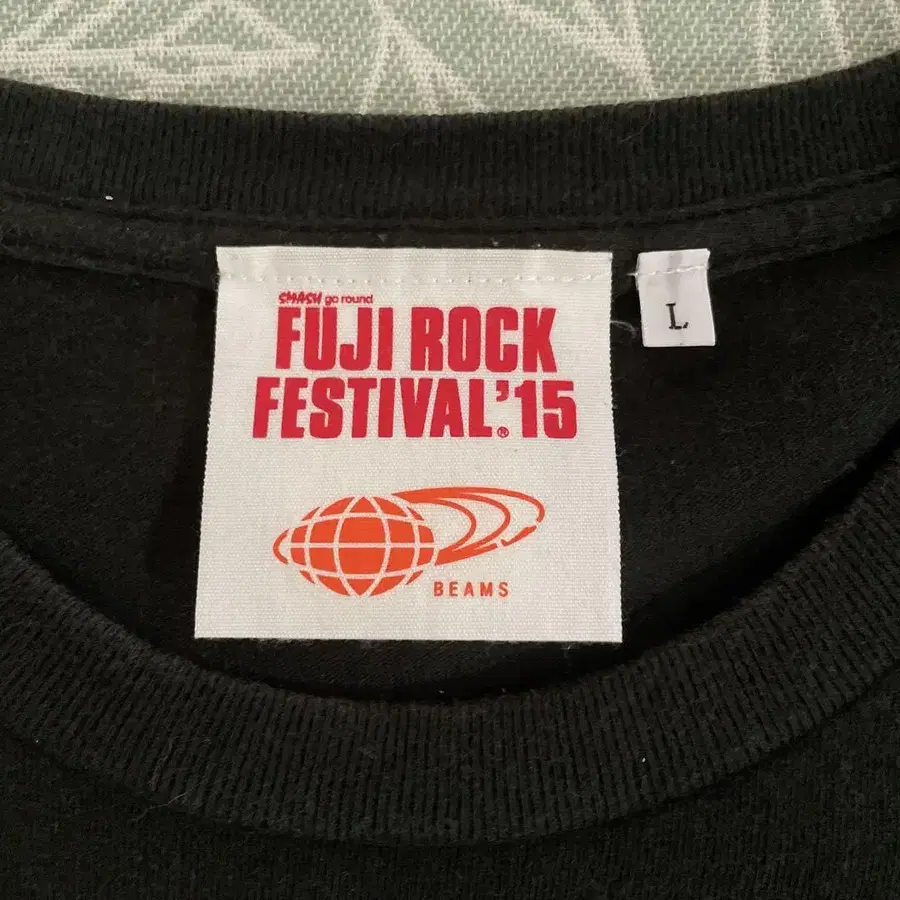 SMASH go round
FUJI ROCK
FESTIVAL.®'15
BEAMS
L